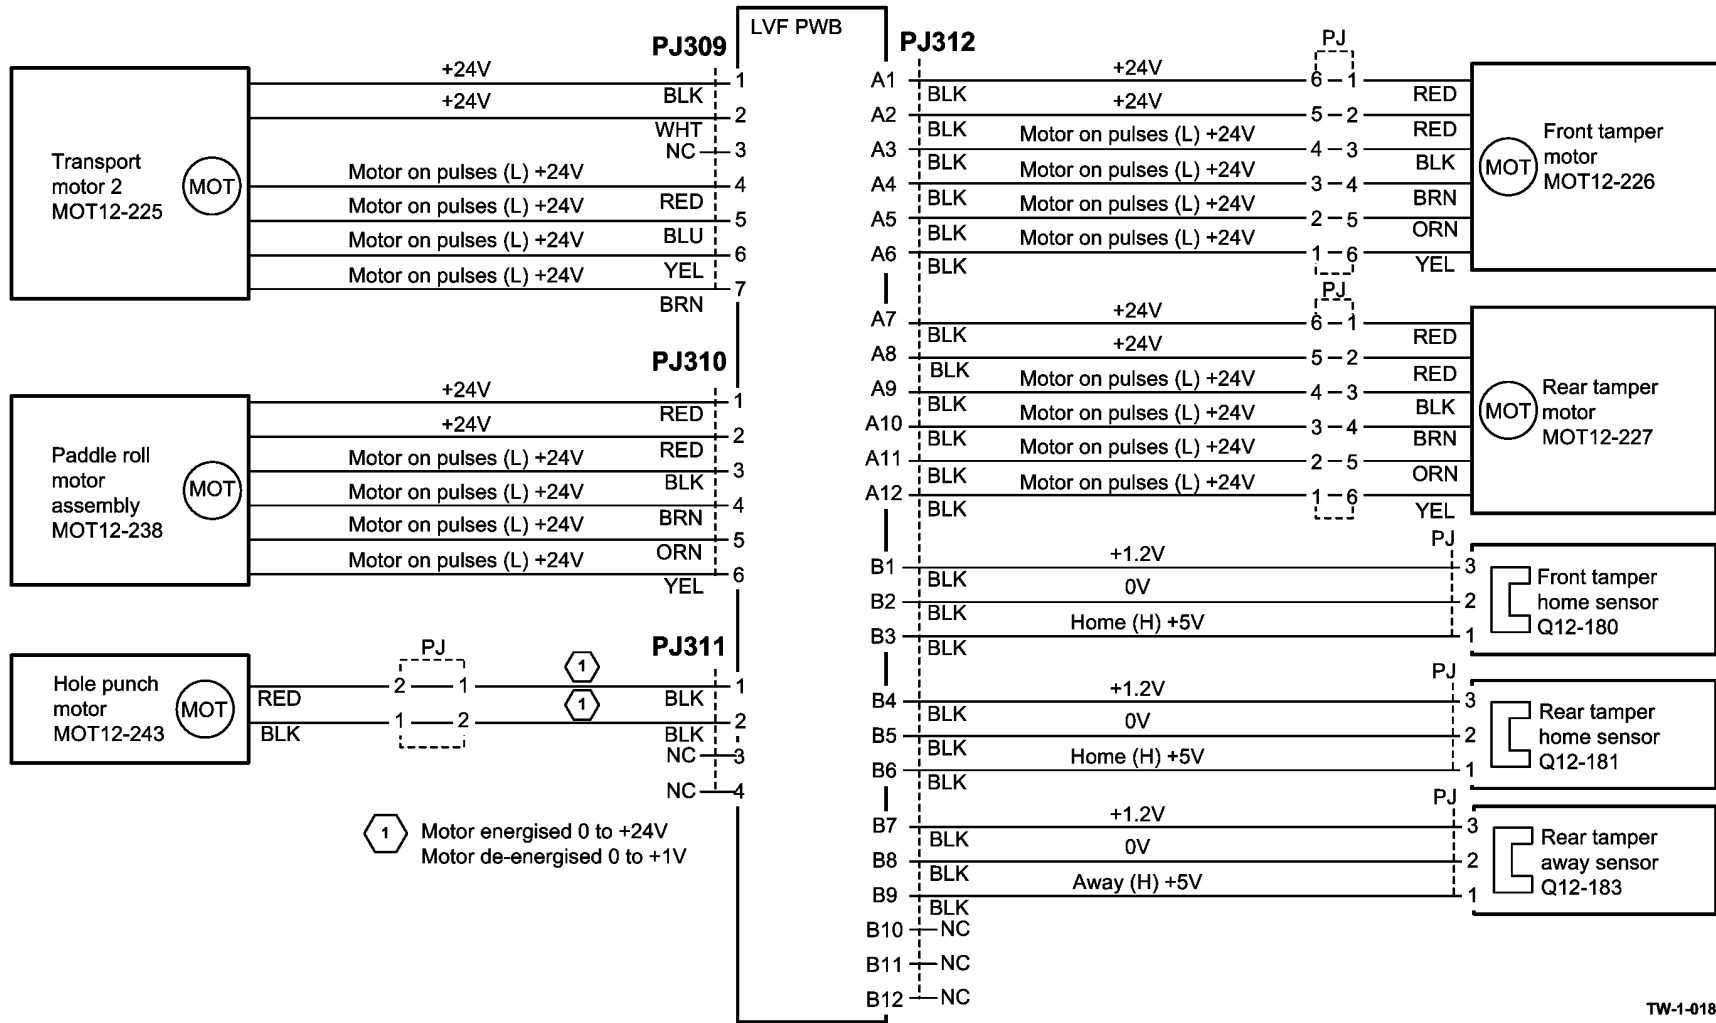 LVF PWB
PJ309
+24V
1
BLK
+24V
2
WHT
NC
3
Motor on pulses (L) +24V
4
RED
Motor on pulses (L) +24V
5
BLU
Motor on pulses (L) +24V
6
YEL
Motor on pulses (L) +24V
7
BRN
Transport
motor 2
MOT12-225
MOT
PJ310
+24V
1
RED
+24V
2
RED
Motor on pulses (L) +24V
3
BLK
Motor on pulses (L) +24V
4
BRN
Motor on pulses (L) +24V
5
ORN
Motor on pulses (L) +24V
6
YEL
Paddle roll
motor
assembly
MOT12-238
MOT
PJ311
PJ
Hole punch
motor
MOT12-243
MOT
RED
2
1
1
BLK
1
BLK
1
2
1
BLK
2
NC
3
NC
4
1
Motor energised 0 to +24V
Motor de-energised 0 to +1V
PJ312
PJ
A1
BLK
+24V
6
1
RED
A2
BLK
+24V
5
2
RED
A3
BLK
Motor on pulses (L) +24V
4
3
BLK
A4
BLK
Motor on pulses (L) +24V
3
4
BRN
A5
BLK
Motor on pulses (L) +24V
2
5
ORN
A6
BLK
Motor on pulses (L) +24V
1
6
YEL
MOT
Front tamper
motor
MOT12-226
PJ
A7
BLK
+24V
6
1
RED
A8
BLK
+24V
5
2
RED
A9
BLK
Motor on pulses (L) +24V
4
3
BLK
A10
BLK
Motor on pulses (L) +24V
3
4
BRN
A11
BLK
Motor on pulses (L) +24V
2
5
ORN
A12
BLK
Motor on pulses (L) +24V
1
6
YEL
MOT
Rear tamper
motor
MOT12-227
PJ
B1
BLK
+1.2V
3
B2
BLK
0V
2
B3
BLK
Home (H) +5V
1
Front tamper
home sensor
Q12-180
PJ
B4
BLK
+1.2V
3
B5
BLK
0V
2
B6
BLK
Home (H) +5V
1
Rear tamper
home sensor
Q12-181
PJ
B7
BLK
+1.2V
3
B8
BLK
0V
2
B9
BLK
Away (H) +5V
1
Rear tamper
away sensor
Q12-183
B10
NC
B11
NC
B12
NC
TW-1-018